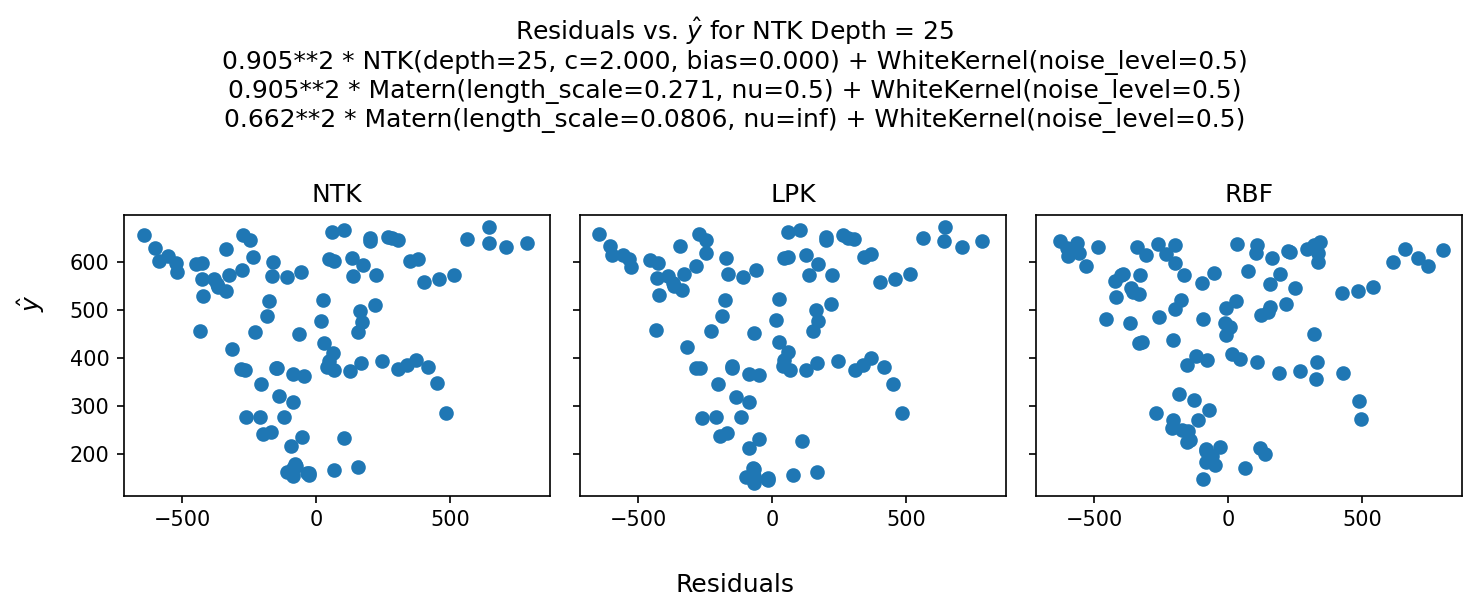 Residuals vs. ŷ for NTK Depth = 25
0.905**2 * NTK(depth=25, c=2.000, bias=0.000) + WhiteKernel(noise_level=0.5)
0.905**2 * Matern(length_scale=0.271, nu=0.5) + WhiteKernel(noise_level=0.5)
0.662**2 * Matern(length_scale=0.0806, nu=inf) + WhiteKernel(noise_level=0.5)
NTK LPK RBF
ŷ
600
500
400
300
200
−500 0 500 −500 0 500 −500 0 500
Residuals